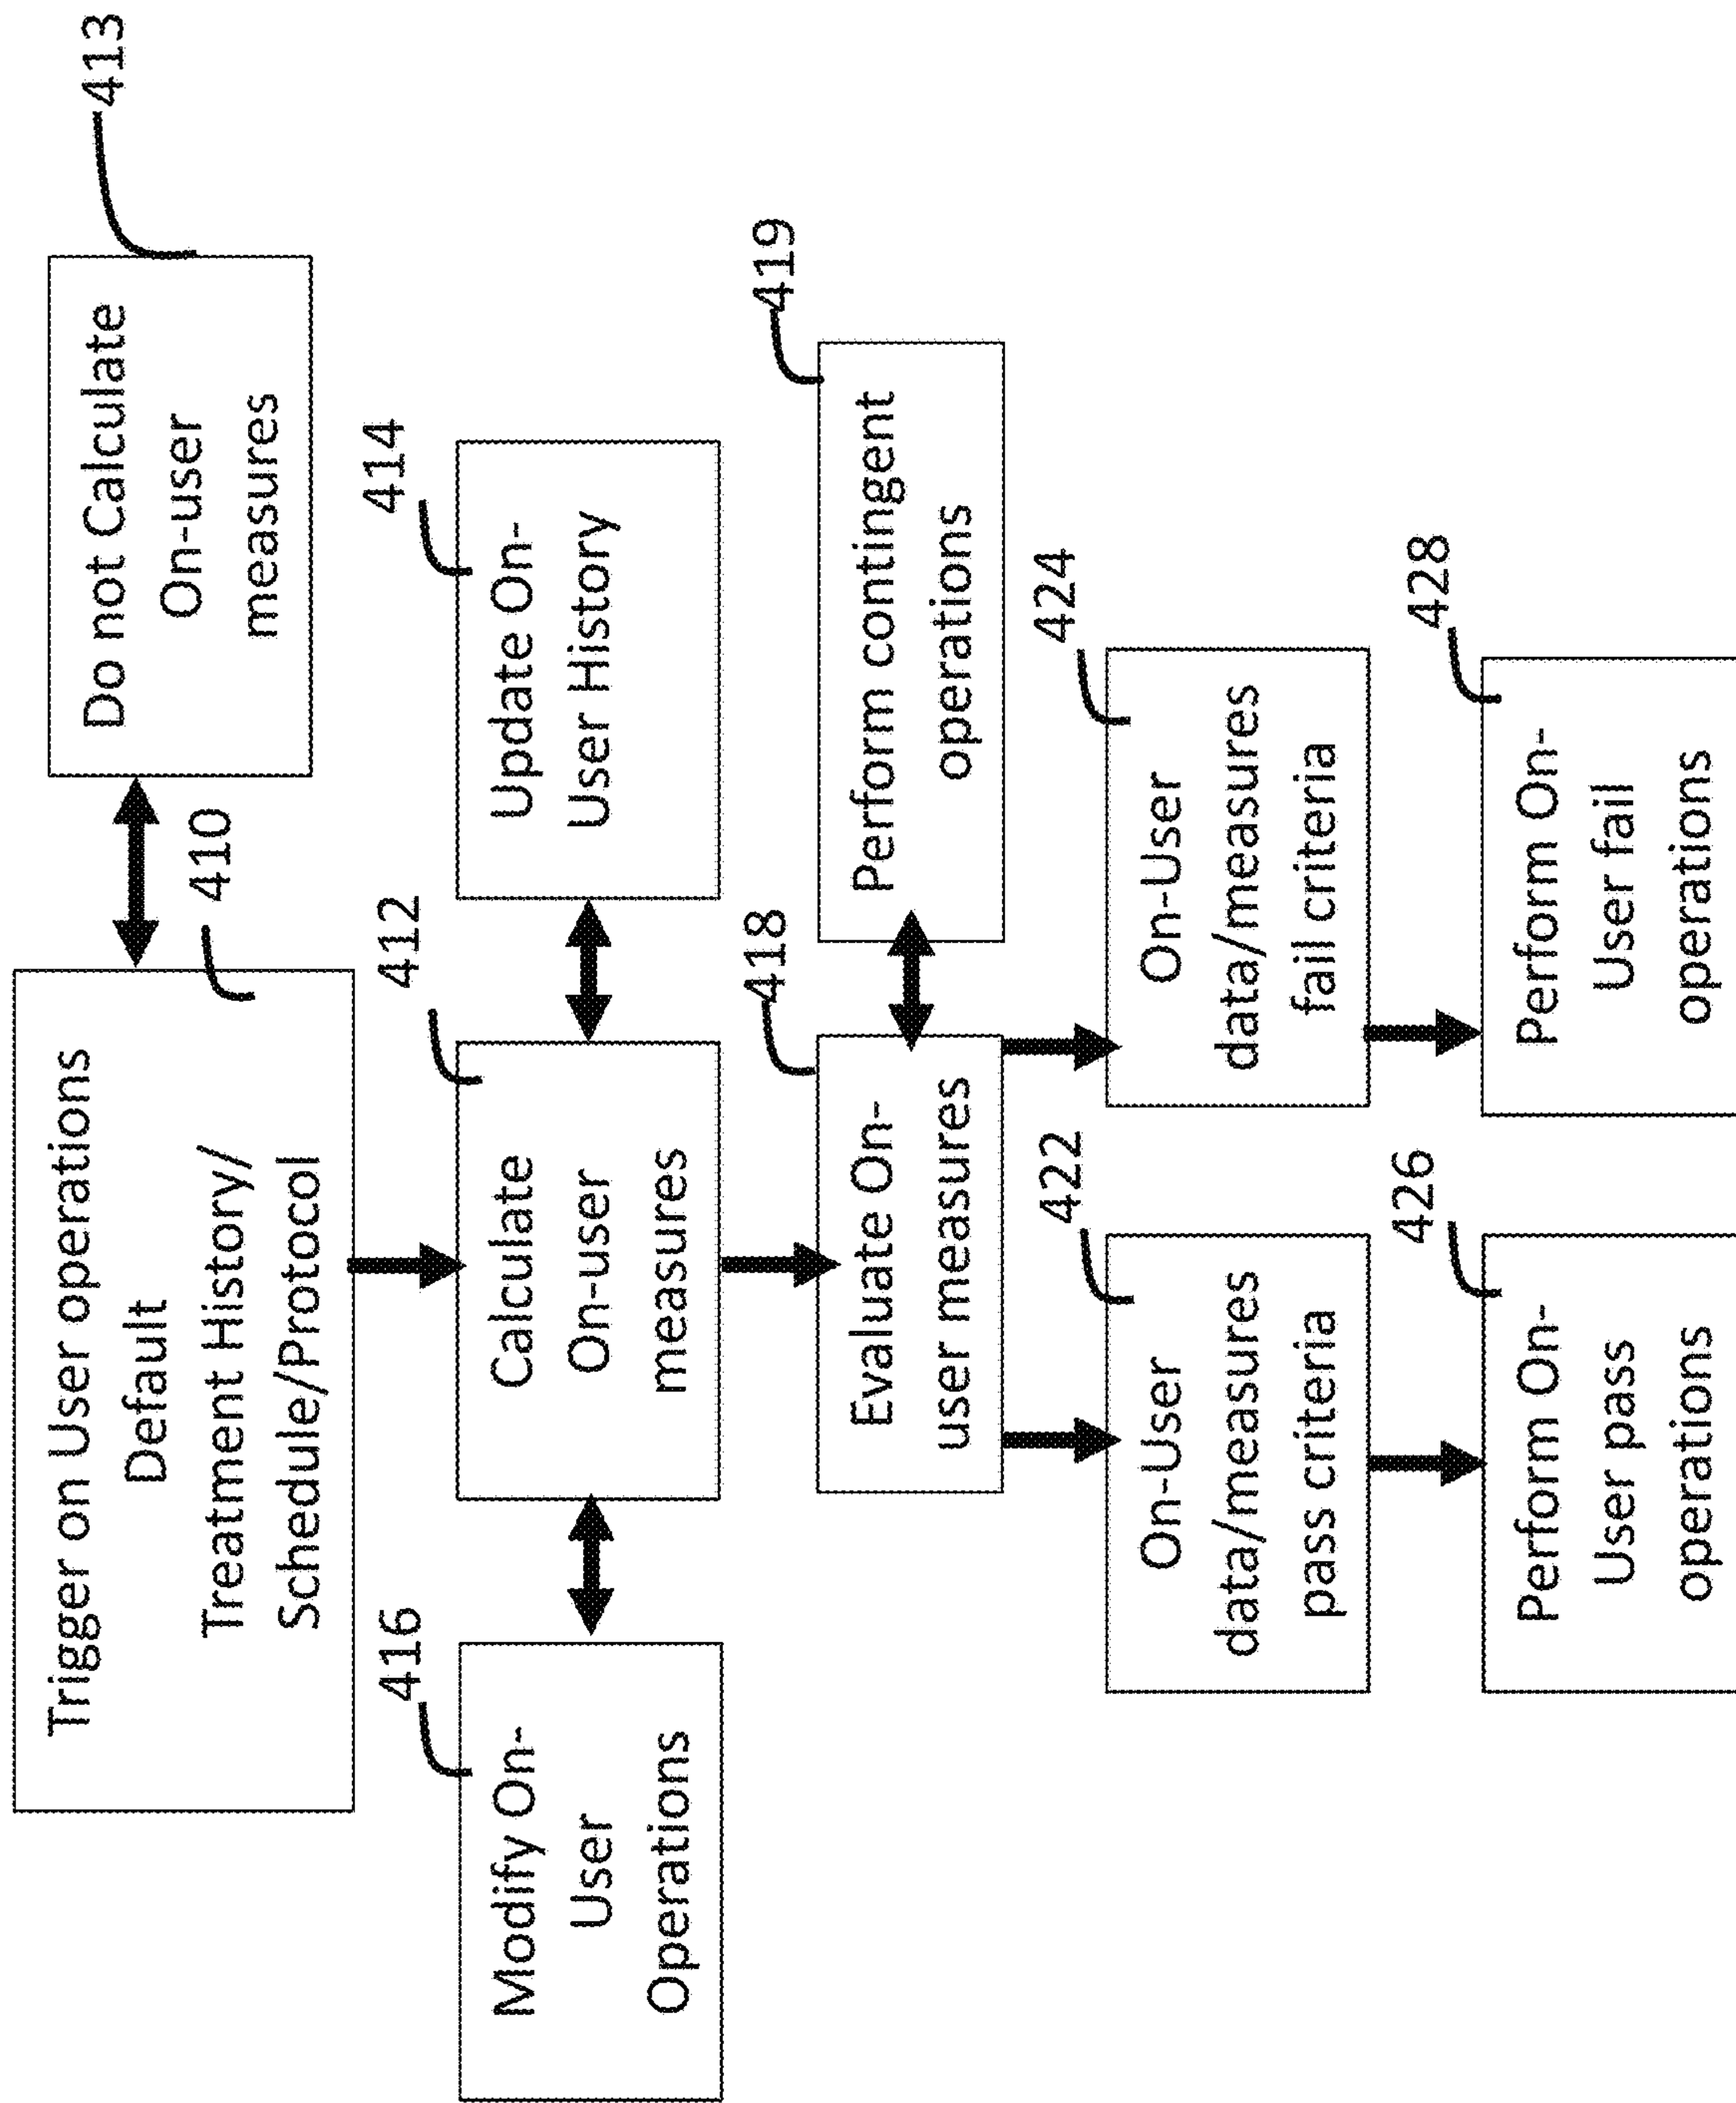 413
Do not Calculate
On-user
measures
410
Trigger on User operations
Default
Treatment History/
Schedule/Protocol
414
Update On-
User History
412
Calculate
On-user
measures
416
Modify On-
User
Operations
419
Perform contingent
operations
418
Evaluate On-
user measures
424
On-User
data/measures
fail criteria
422
On-User
data/measures
pass criteria
428
Perform On-
User fail
operations
426
Perform On-
User pass
operations